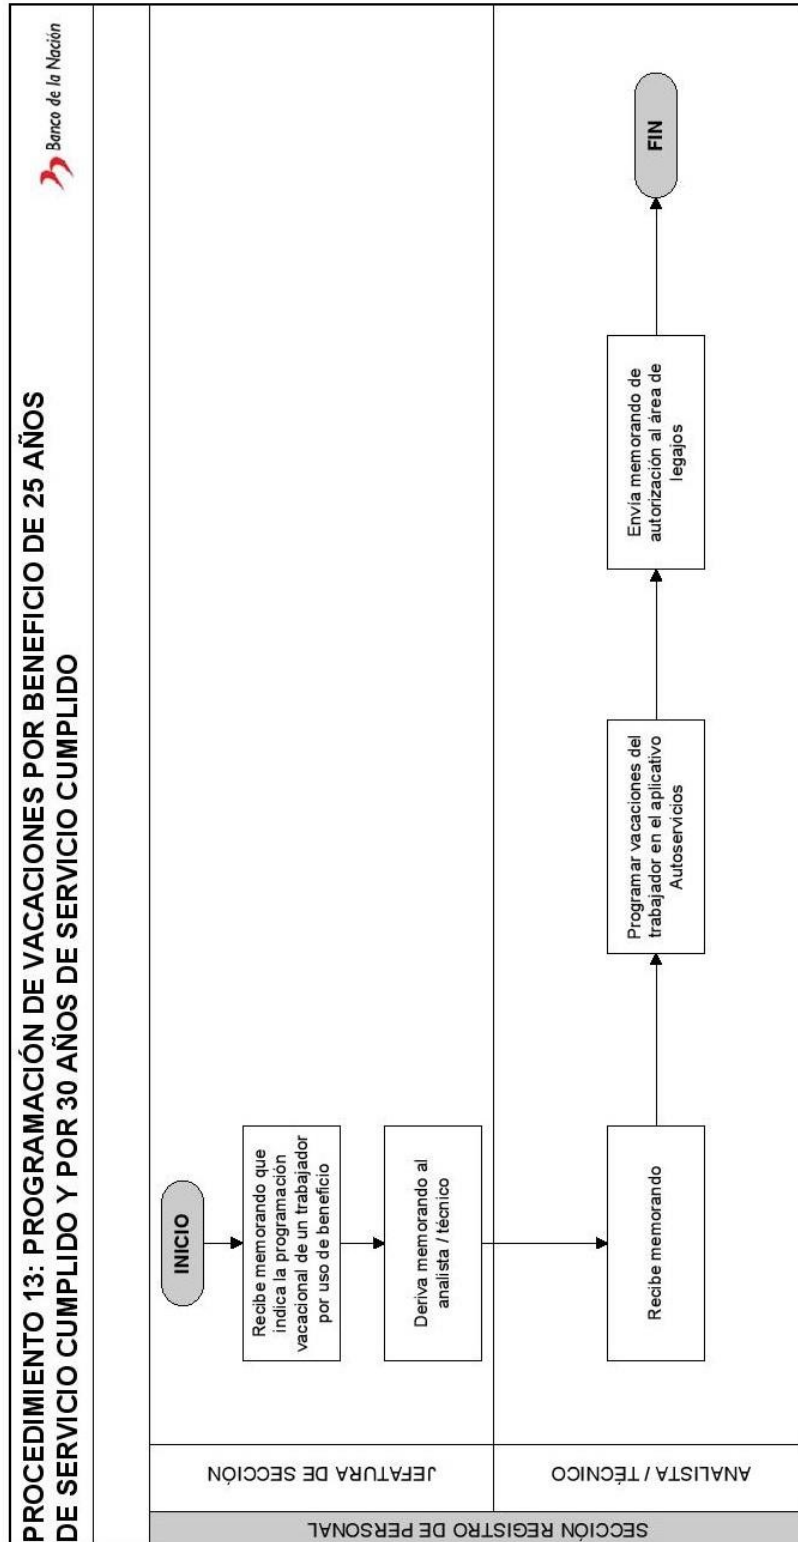 PROCEDIMIENTO 13: PROGRAMACIÓN DE VACACIONES POR BENEFICIO DE 25 AÑOS
DE SERVICIO CUMPLIDO Y POR 30 AÑOS DE SERVICIO CUMPLIDO
Banco de la Nación
SECCIÓN REGISTRO DE PERSONAL
JEFATURA DE SECCIÓN
INICIO
Recibe memorando que
indica la programación
vacacional de un trabajador
por uso de beneficio
Deriva memorando al
analista / técnico
ANALISTA / TÉCNICO
Recibe memorando
Programar vacaciones del
trabajador en el aplicativo
Autoservicios
Envía memorando de
autorización al área de
legajos
FIN